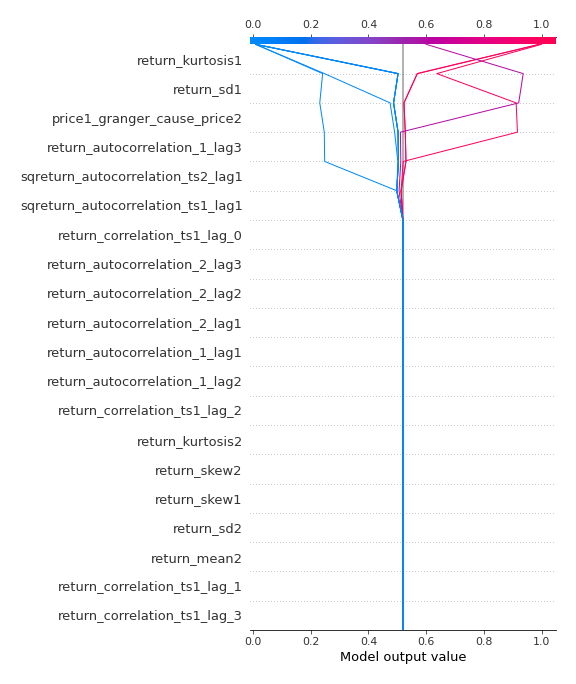 0.0 0.2 0.4 0.6 0.8 1.0
return_kurtosis1
return_sd1
price1_granger_cause_price2
return_autocorrelation_1_lag3
sqreturn_autocorrelation_ts2_lag1
sqreturn_autocorrelation_ts1_lag1
return_correlation_ts1_lag_0
return_autocorrelation_2_lag3
return_autocorrelation_2_lag2
return_autocorrelation_2_lag1
return_autocorrelation_1_lag1
return_autocorrelation_1_lag2
return_correlation_ts1_lag_2
return_kurtosis2
return_skew2
return_skew1
return_sd2
return_mean2
return_correlation_ts1_lag_1
return_correlation_ts1_lag_3
0.0 0.2 0.4 0.6 0.8 1.0
Model output value